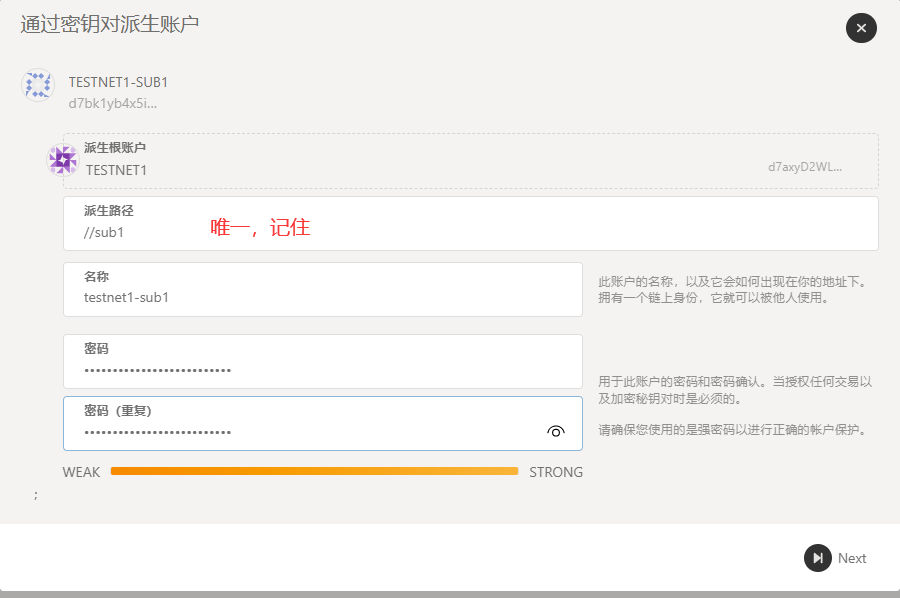 通过密钥对派生账户
TESTNET1-SUB1
d7bk1yb4x5i...
派生根账户
TESTNET1
d7axyD2WL...
派生路径
//sub1
唯一，记住
名称
testnet1-sub1
此账户的名称，以及它会如何出现在你的地址下。
拥有一个链上身份，它就可以被他人使用。
密码
••••••••••••••••••••••••••
密码（重复）
••••••••••••••••••••••••••
用于此账户的密码和密码确认。当授权任何交易以
及加密秘钥对时是必须的。
请确保您使用的是强密码以进行正确的帐户保护。
WEAK
STRONG
;
Next